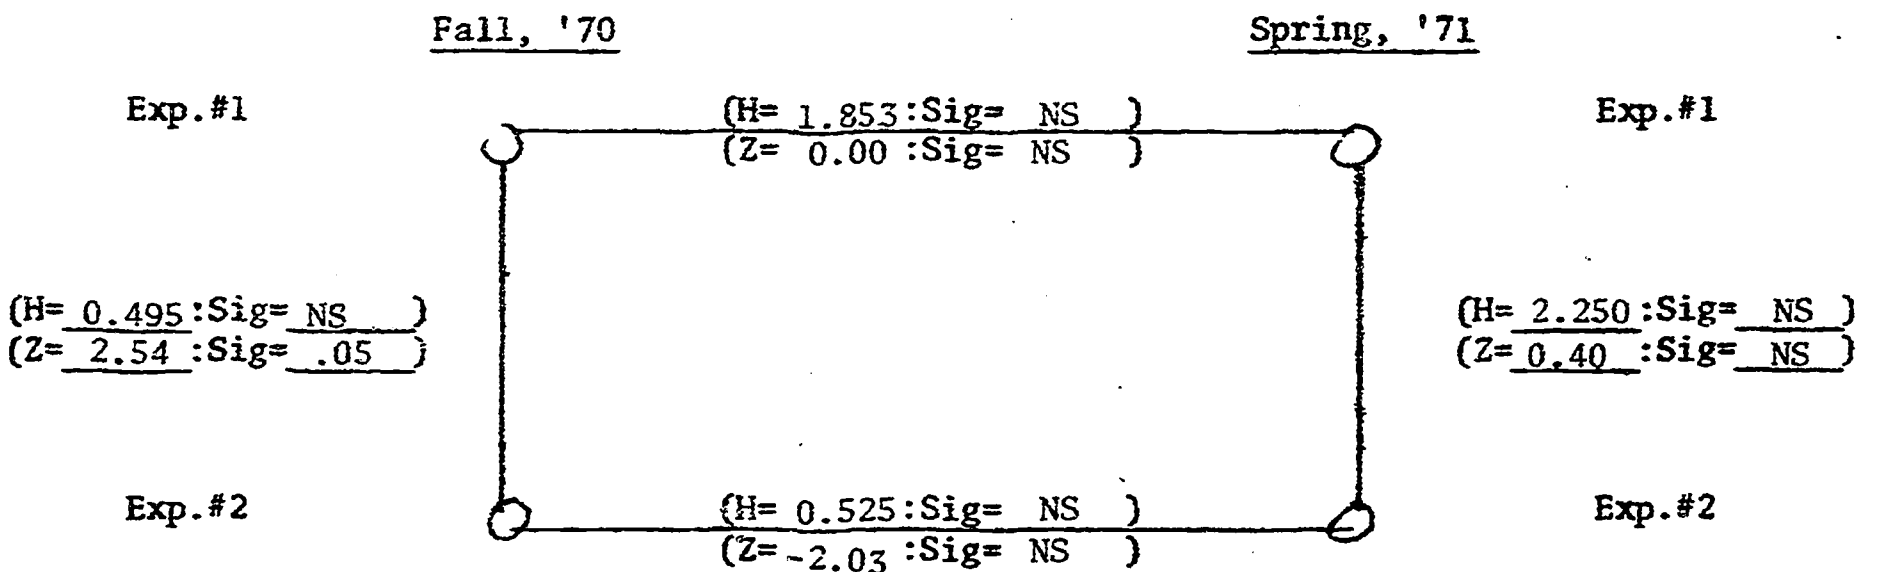 Fall, '70 Spring, '71
Exp.#1 (H= 1.853:Sig= NS ) Exp.#1
(Z= 0.00 :Sig= NS )
(H= 0.495:Sig= NS ) (H= 2.250:Sig= NS )
(Z= 2.54 :Sig= .05 ) (Z= 0.40 :Sig= NS )
Exp.#2 (H= 0.525:Sig= NS ) Exp.#2
(Z= -2.03 :Sig= NS )